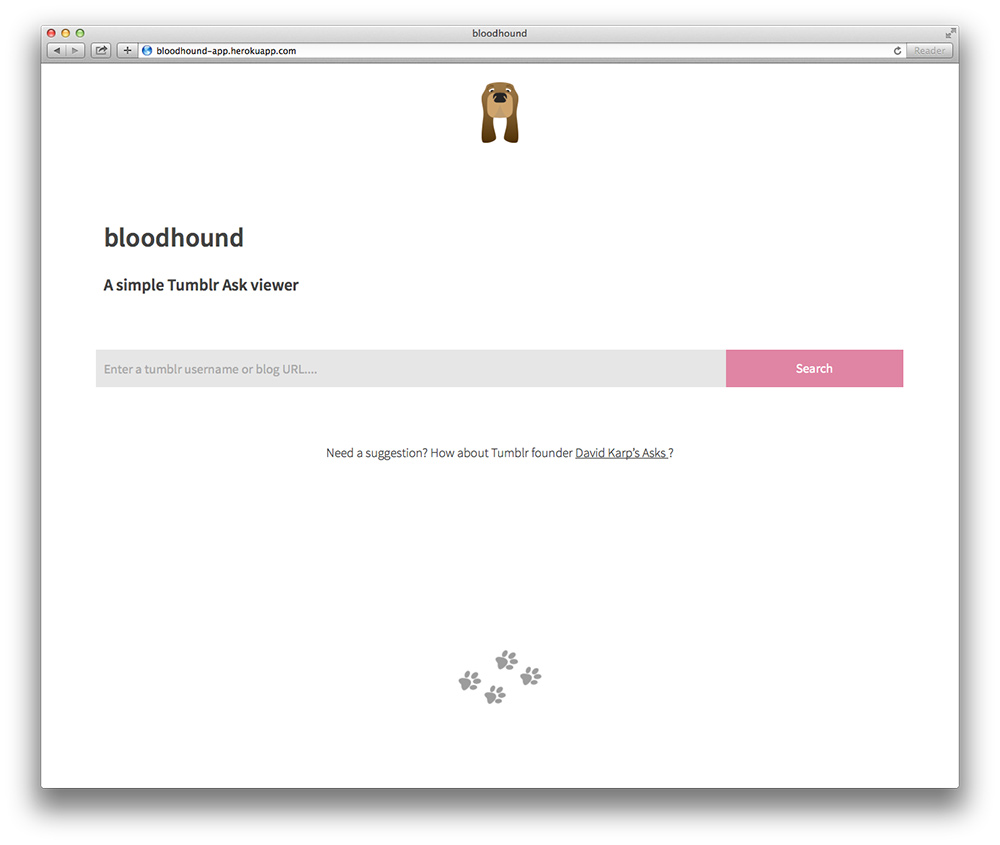 bloodhound
bloodhound-app.herokuapp.com
Reader
bloodhound
A simple Tumblr Ask viewer
Enter a tumblr username or blog URL....
Search
Need a suggestion? How about Tumblr founder David Karp's Asks ?